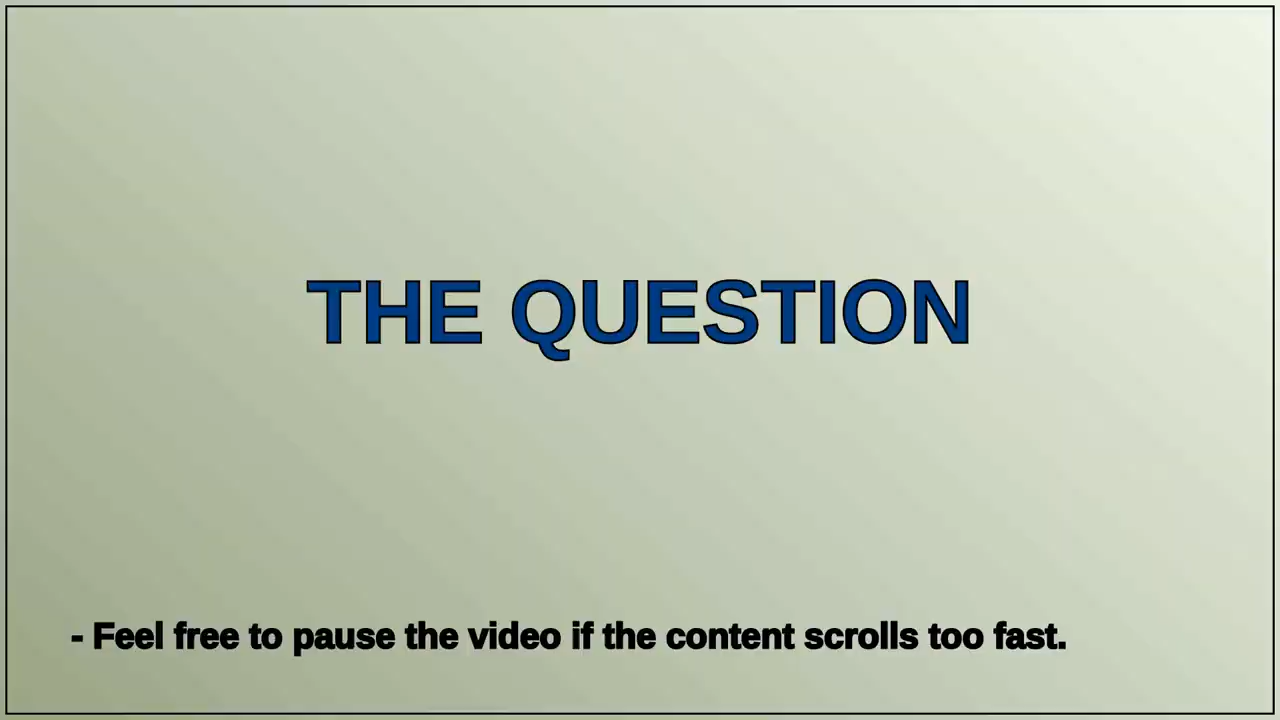 THE QUESTION
- Feel free to pause the video if the content scrolls too fast.